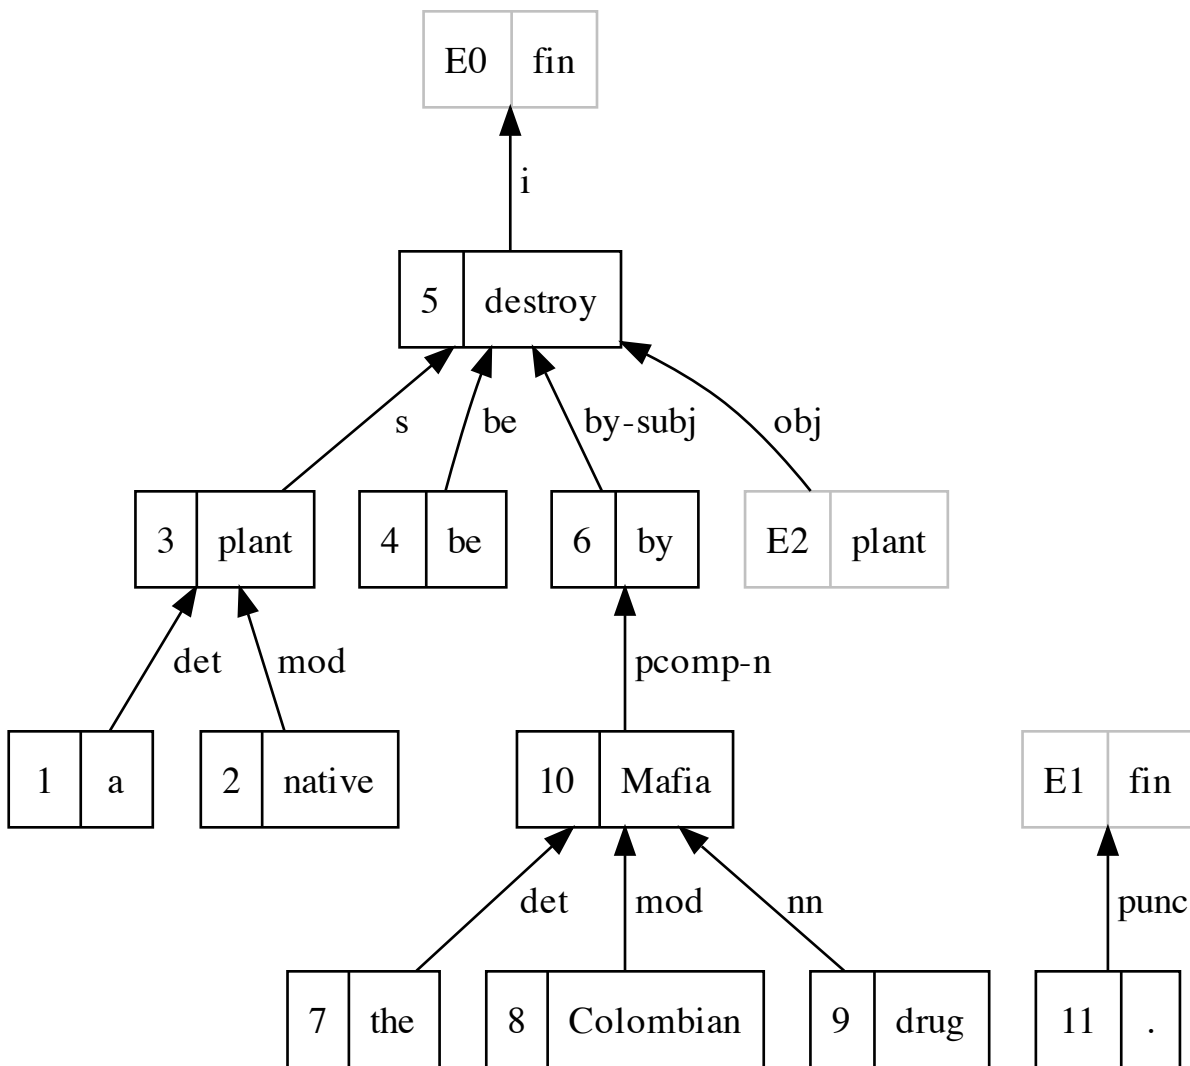 E0 fin
i
5 destroy
s be by-subj obj
3 plant 4 be 6 by E2 plant
det mod pcomp-n
1 a 2 native 10 Mafia E1 fin
det mod nn punc
7 the 8 Colombian 9 drug 11 .